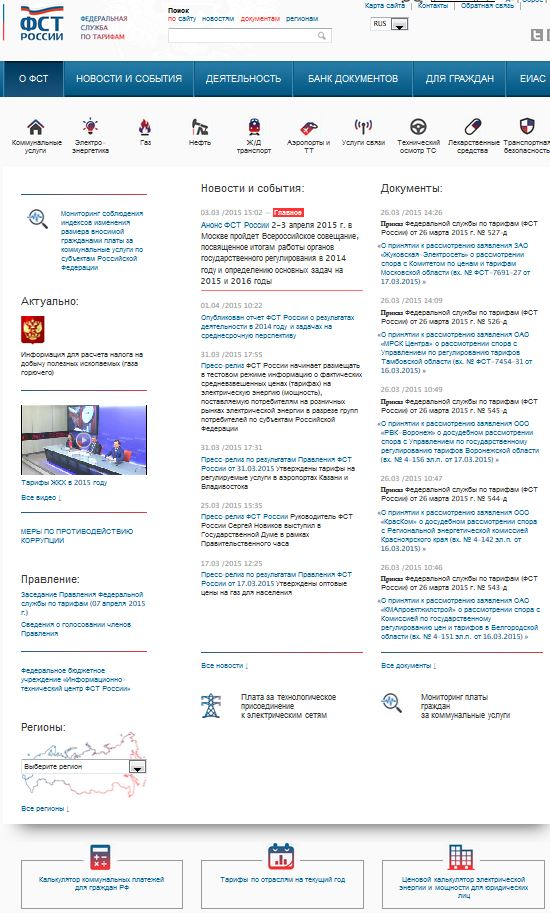 ФСТ
РОССИИ
ФЕДЕРАЛЬНАЯ
СЛУЖБА
ПО ТАРИФАМ
Поиск
по сайту новостям документам регионам
Карта сайта | Контакты | Обратная связь |
RUS
О ФСТ
НОВОСТИ И СОБЫТИЯ
ДЕЯТЕЛЬНОСТЬ
БАНК ДОКУМЕНТОВ
ДЛЯ ГРАЖДАН
ЕИАС
Коммунальные
услуги
Электро-
энергетика
Газ
Нефть
Ж/Д
транспорт
Аэропорты и
ТТ
Услуги связи
Технический
осмотр ТС
Лекарственные
средства
Транспортная
безопасность
Мониторинг соблюдения
индексов изменения
размера вносимой
гражданами платы за
коммунальные услуги по
субъектам Российской
Федерации
Актуально:
Информация для расчета налога на
добычу полезных ископаемых (газа
горючего)
Тарифы ЖКХ в 2015 году
Все видео ↓
МЕРЫ ПО ПРОТИВОДЕЙСТВИЮ
КОРРУПЦИИ
Правление:
Заседание Правления Федеральной
службы по тарифам (07 апреля 2015
г.)
Сведения о голосовании членов
Правления
Федеральное бюджетное
учреждение «Информационно-
технический центр ФСТ России»
Регионы:
Выберите регион
Все регионы ↓
Новости и события:
03.03 /2015 15:02 – Главное
Анонс ФСТ России 2–3 апреля 2015 г. в
Москве пройдет Всероссийское совещание,
посвященное итогам работы органов
государственного регулирования в 2014
году и определению основных задач на
2015 и 2016 годы
01.04 /2015 10:22
Опубликован отчет ФСТ России о результатах
деятельности в 2014 году и задачах на
среднесрочную перспективу
31.03 /2015 17:55
Пресс-релиз ФСТ России начинает размещать
в тестовом режиме информацию о фактических
средневзвешенных ценах (тарифах) на
электрическую энергию (мощность),
поставляемую потребителям на розничных
рынках электрической энергии в разрезе групп
потребителей по субъектам Российской
Федерации
31.03 /2015 17:31
Пресс-релиз по результатам Правления ФСТ
России от 31.03.2015 Утверждены тарифы на
регулируемые услуги в аэропортах Казани и
Владивостока
25.03 /2015 15:35
Пресс-релиз ФСТ России Руководитель ФСТ
России Сергей Новиков выступил в
Государственной Думе в рамках
Правительственного часа
17.03 /2015 12:25
Пресс-релиз по результатам Правления ФСТ
России от 17.03.2015 Утверждены оптовые
цены на газ для населения
Все новости ↓
Плата за технологическое
присоединение
к электрическим сетям
Документы:
26.03 /2015 14:26
Приказ Федеральной службы по тарифам (ФСТ
России) от 26 марта 2015 г. № 527-д
«О принятии к рассмотрению заявления ЗАО
«Жуковская-Электросеть» о рассмотрении
спора с Комитетом по ценам и тарифам
Московской области (вх. № ФСТ-7691-27 от
17.03.2015) »
26.03 /2015 14:09
Приказ Федеральной службы по тарифам (ФСТ
России) от 26 марта 2015 г. № 526-д
«О принятии к рассмотрению заявления ОАО
«МРСК Центра» о рассмотрении спора с
Управлением по регулированию тарифов
Тамбовской области (вх. № ФСТ-7454-31 от
16.03.2015) »
26.03 /2015 10:49
Приказ Федеральной службы по тарифам (ФСТ
России) от 26 марта 2015 г. № 545-д
«О принятии к рассмотрению заявления ООО
«РВК-Воронеж» о досудебном рассмотрении
спора с Управлением по государственному
регулированию тарифов Воронежской области
(вх. № 4-156 эл.п. от 17.03.2015) »
26.03 /2015 10:47
Приказ Федеральной службы по тарифам (ФСТ
России) от 26 марта 2015 г. № 544-д
«О принятии к рассмотрению заявления ООО
«КрасКом» о досудебном рассмотрении спора
с Региональной энергетической комиссией
Красноярского края (вх. № 4-142 эл.п. от
16.03.2015) »
26.03 /2015 10:46
Приказ Федеральной службы по тарифам (ФСТ
России) от 26 марта 2015 г. № 543-д
«О принятии к рассмотрению заявления ОАО
«КМАпроектжилстрой» о рассмотрении спора с
Комиссией по государственному
регулированию цен и тарифов в Белгородской
области (вх. № 4-151 эл.п. от 16.03.2015) »
Все документы ↓
Мониторинг платы
граждан
за коммунальные услуги
Калькулятор коммунальных платежей
для граждан РФ
Тарифы по отраслям на текущий год
Ценовой калькулятор электрической
энергии и мощности для юридических
лиц